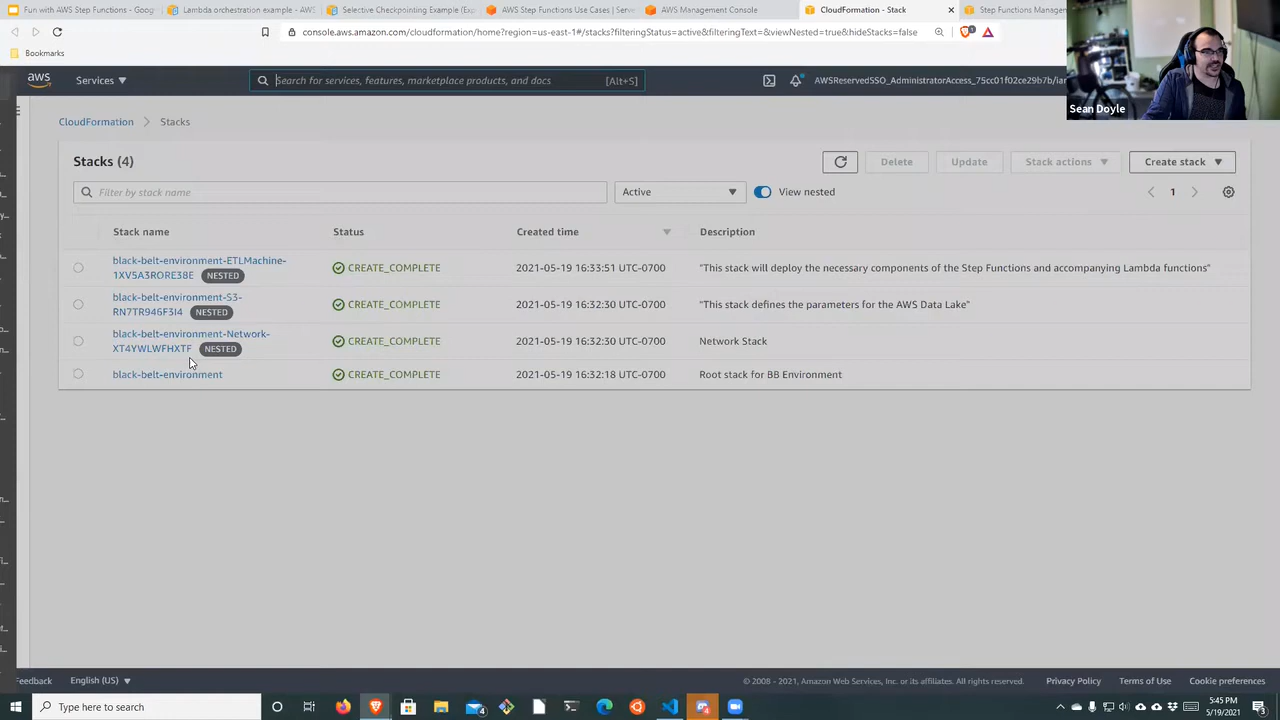 Fun with AWS Step Functions - Goog
Lambda orchestration example - AWS
Selective Checkpointing Example (Exp
AWS Step Functions Use Cases | Serve
AWS Management Console
CloudFormation - Stack
Step Functions Manage
console.aws.amazon.com/cloudformation/home?region=us-east-1#/stacks?filteringStatus=active&filteringText=&viewNested=true&hideStacks=false
Bookmarks
aws
Services
Search for services, features, marketplace products, and docs
[Alt+S]
AWSReservedSSO_AdministratorAccess_75cc01f02ce29b7b/ian
Sean Doyle
CloudFormation
Stacks
Stacks (4)
Delete
Update
Stack actions
Create stack
Filter by stack name
Active
View nested
1
Stack name
Status
Created time
Description
black-belt-environment-ETLMachine-
1XV5A3RORE38E NESTED
CREATE_COMPLETE
2021-05-19 16:33:51 UTC-0700
"This stack will deploy the necessary components of the Step Functions and accompanying Lambda functions"
black-belt-environment-S3-
RN7TR946F3I4 NESTED
CREATE_COMPLETE
2021-05-19 16:32:30 UTC-0700
"This stack defines the parameters for the AWS Data Lake"
black-belt-environment-Network-
XT4YWLWFHXTF NESTED
CREATE_COMPLETE
2021-05-19 16:32:30 UTC-0700
Network Stack
black-belt-environment
CREATE_COMPLETE
2021-05-19 16:32:18 UTC-0700
Root stack for BB Environment
Feedback
English (US)
© 2008 - 2021, Amazon Web Services, Inc. or its affiliates. All rights reserved.
Privacy Policy
Terms of Use
Cookie preferences
Type here to search
5:45 PM
5/19/2021